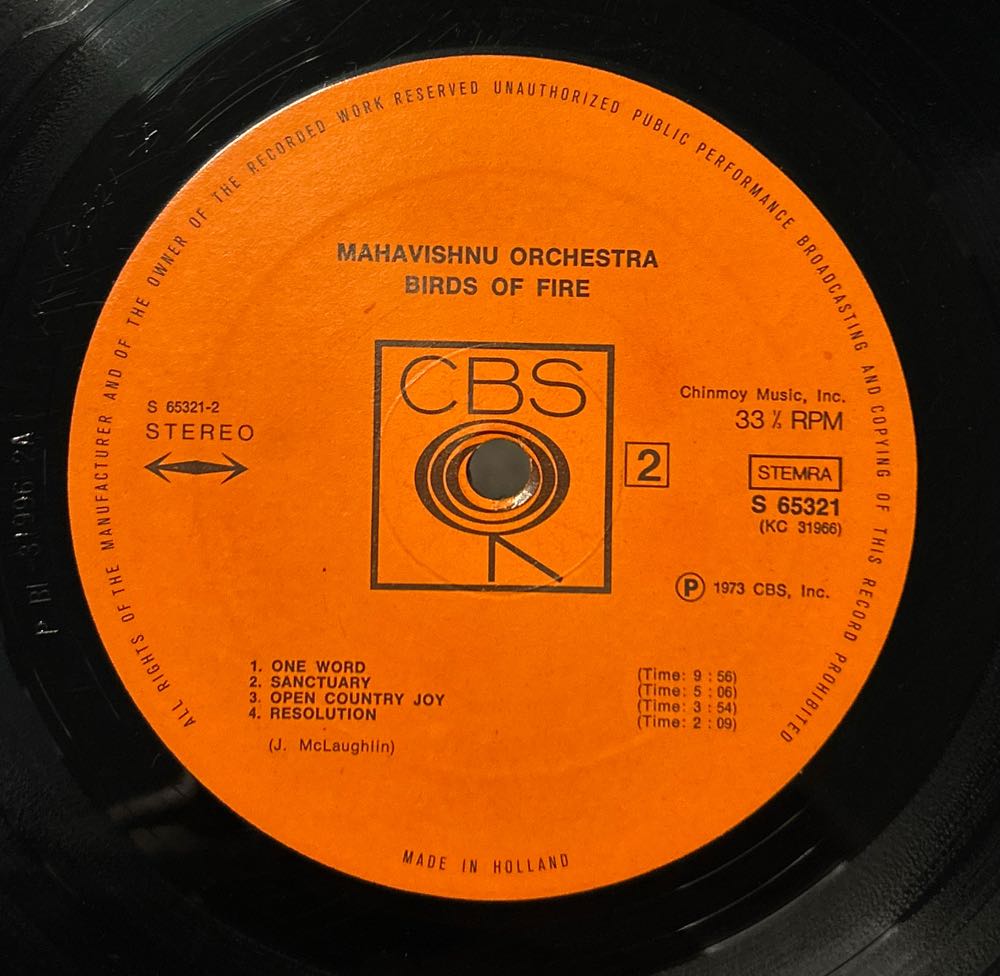 ALL RIGHTS OF THE MANUFACTURER AND OF THE OWNER OF THE RECORDED WORK RESERVED UNAUTHORIZED PUBLIC PERFORMANCE BROADCASTING AND COPYING OF THIS RECORD PROHIBITED
MAHAVISHNU ORCHESTRA
BIRDS OF FIRE
CBS
S 65321-2
STEREO
Chinmoy Music, Inc.
33 ⅓ RPM
2
STEMRA
S 65321
(KC 31966)
Ⓟ 1973 CBS, Inc.
1. ONE WORD (Time: 9 : 56)
2. SANCTUARY (Time: 5 : 06)
3. OPEN COUNTRY JOY (Time: 3 : 54)
4. RESOLUTION (Time: 2 : 09)
(J. McLaughlin)
MADE IN HOLLAND